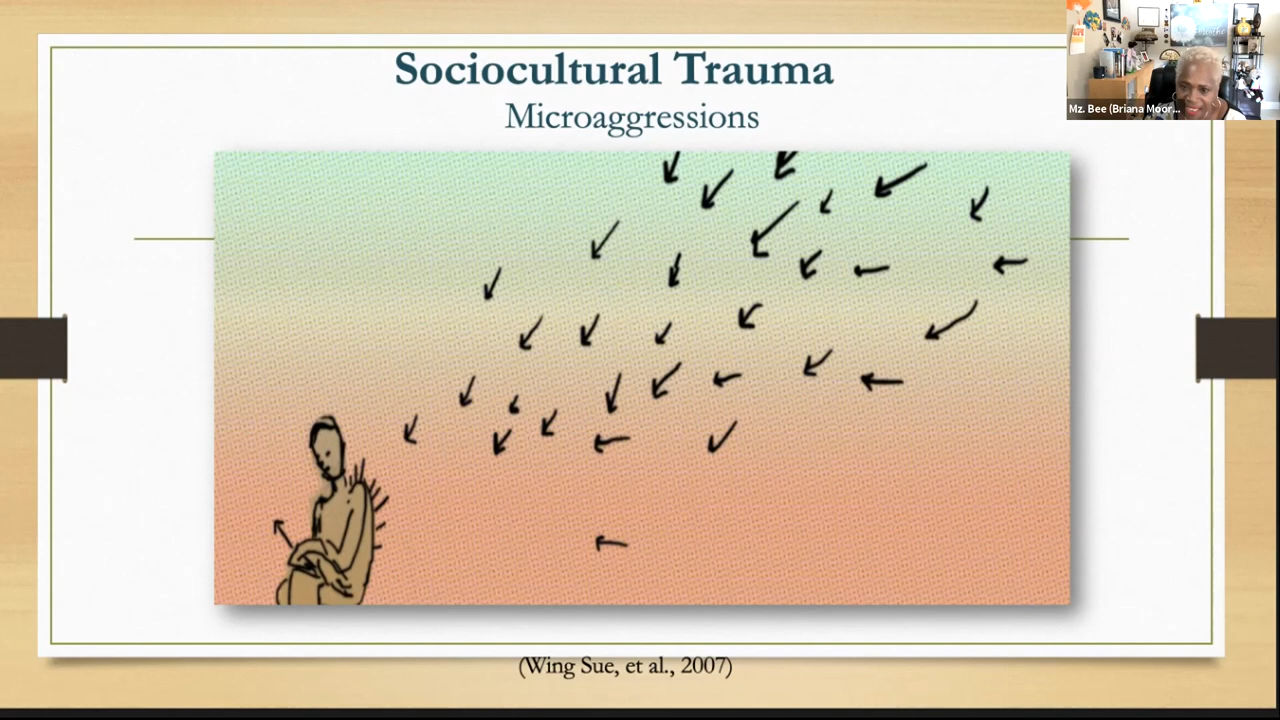 Sociocultural Trauma
Microaggressions
Mz. Bee (Briana Moor...
(Wing Sue, et al., 2007)